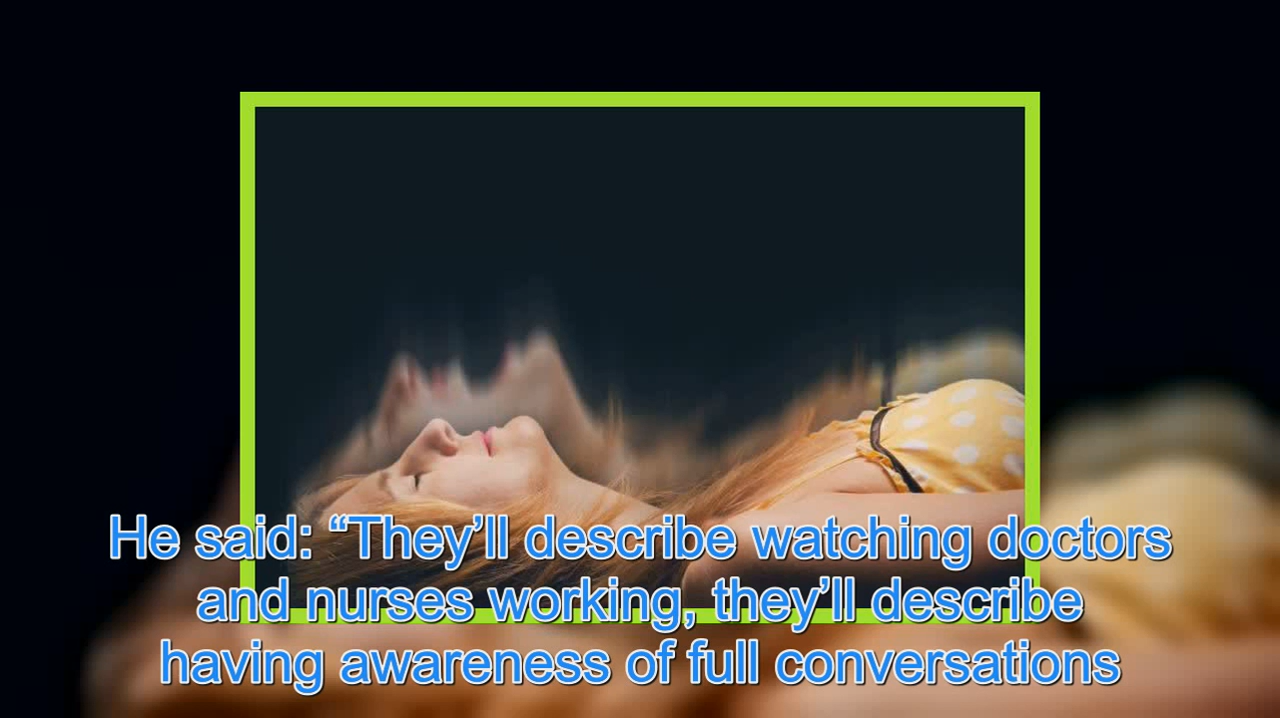 He said: “They’ll describe watching doctors
and nurses working, they’ll describe
having awareness of full conversations